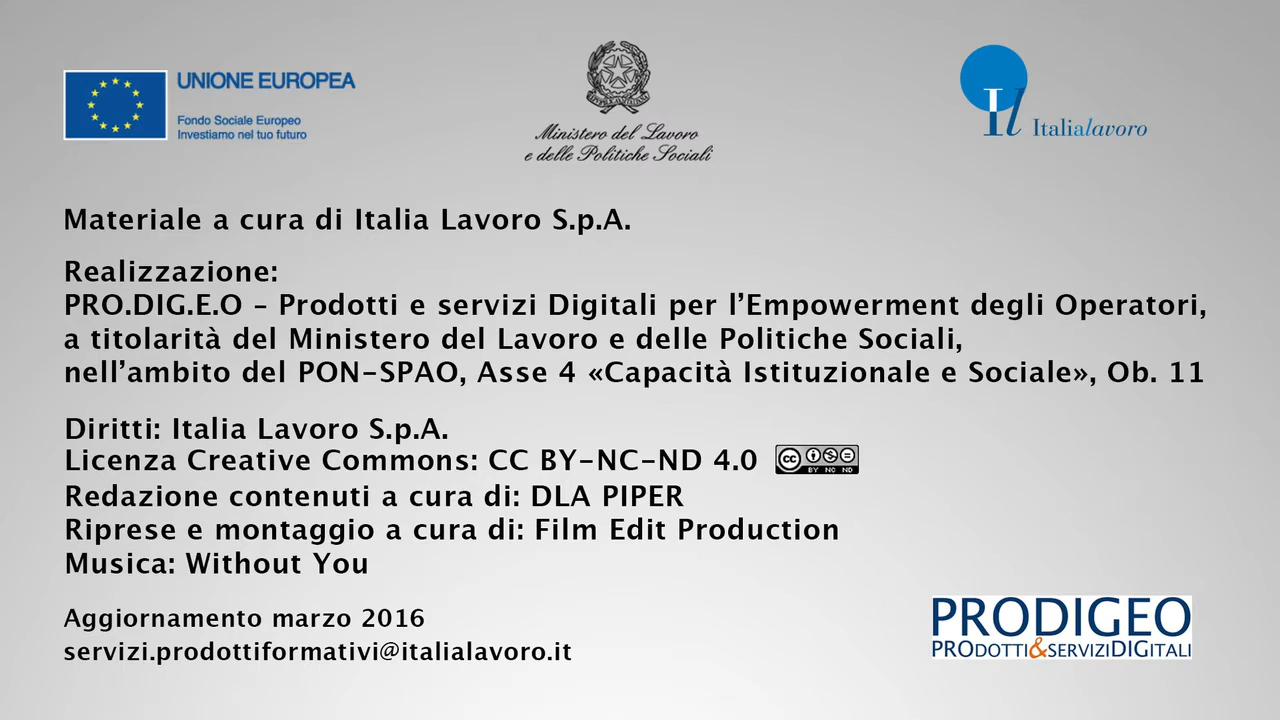 UNIONE EUROPEA
Fondo Sociale Europeo
Investiamo nel tuo futuro
Ministero del Lavoro
e delle Politiche Sociali
Il Italialavoro
Materiale a cura di Italia Lavoro S.p.A.
Realizzazione:
PRO.DIG.E.O – Prodotti e servizi Digitali per l’Empowerment degli Operatori,
a titolarità del Ministero del Lavoro e delle Politiche Sociali,
nell’ambito del PON-SPAO, Asse 4 «Capacità Istituzionale e Sociale», Ob. 11
Diritti: Italia Lavoro S.p.A.
Licenza Creative Commons: CC BY-NC-ND 4.0
cc BY NC ND
Redazione contenuti a cura di: DLA PIPER
Riprese e montaggio a cura di: Film Edit Production
Musica: Without You
Aggiornamento marzo 2016
servizi.prodottiformativi@italialavoro.it
PRODIGEO
PRODOTTI&SERVIZIDIGITALI